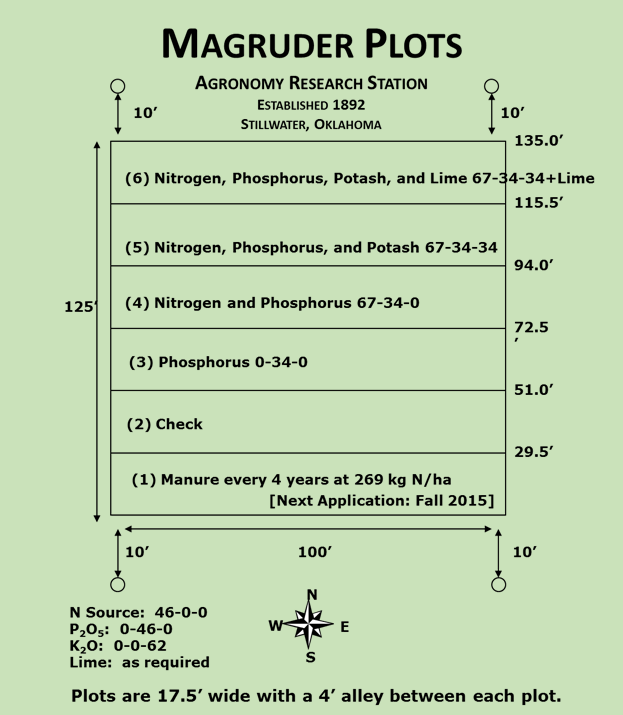 MAGRUDER PLOTS
AGRONOMY RESEARCH STATION
ESTABLISHED 1892
STILLWATER, OKLAHOMA
10’
10’
135.0’
(6) Nitrogen, Phosphorus, Potash, and Lime 67-34-34+Lime
115.5’
(5) Nitrogen, Phosphorus, and Potash 67-34-34
94.0’
125’
(4) Nitrogen and Phosphorus 67-34-0
72.5
’
(3) Phosphorus 0-34-0
51.0’
(2) Check
29.5’
(1) Manure every 4 years at 269 kg N/ha
[Next Application: Fall 2015]
10’
100’
10’
N
W
E
S
N Source: 46-0-0
P₂O₅: 0-46-0
K₂O: 0-0-62
Lime: as required
Plots are 17.5’ wide with a 4’ alley between each plot.